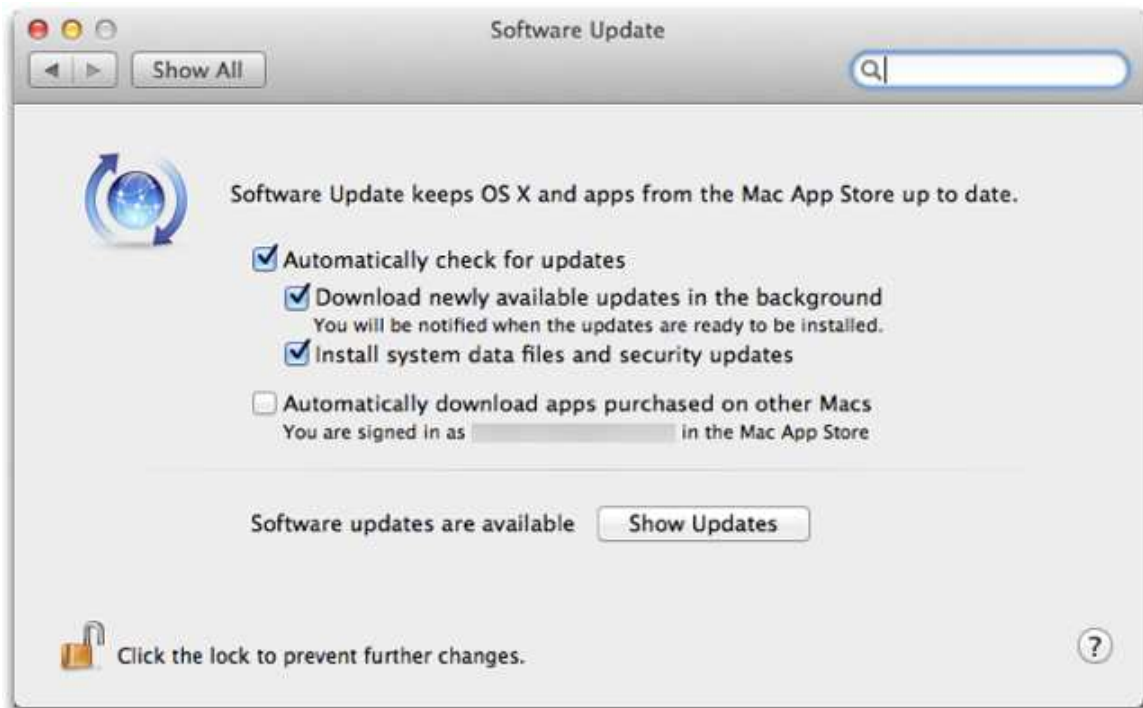 Software Update
Show All
Software Update keeps OS X and apps from the Mac App Store up to date.
Automatically check for updates
Download newly available updates in the background
You will be notified when the updates are ready to be installed.
Install system data files and security updates
Automatically download apps purchased on other Macs
You are signed in as in the Mac App Store
Software updates are available Show Updates
Click the lock to prevent further changes. ?